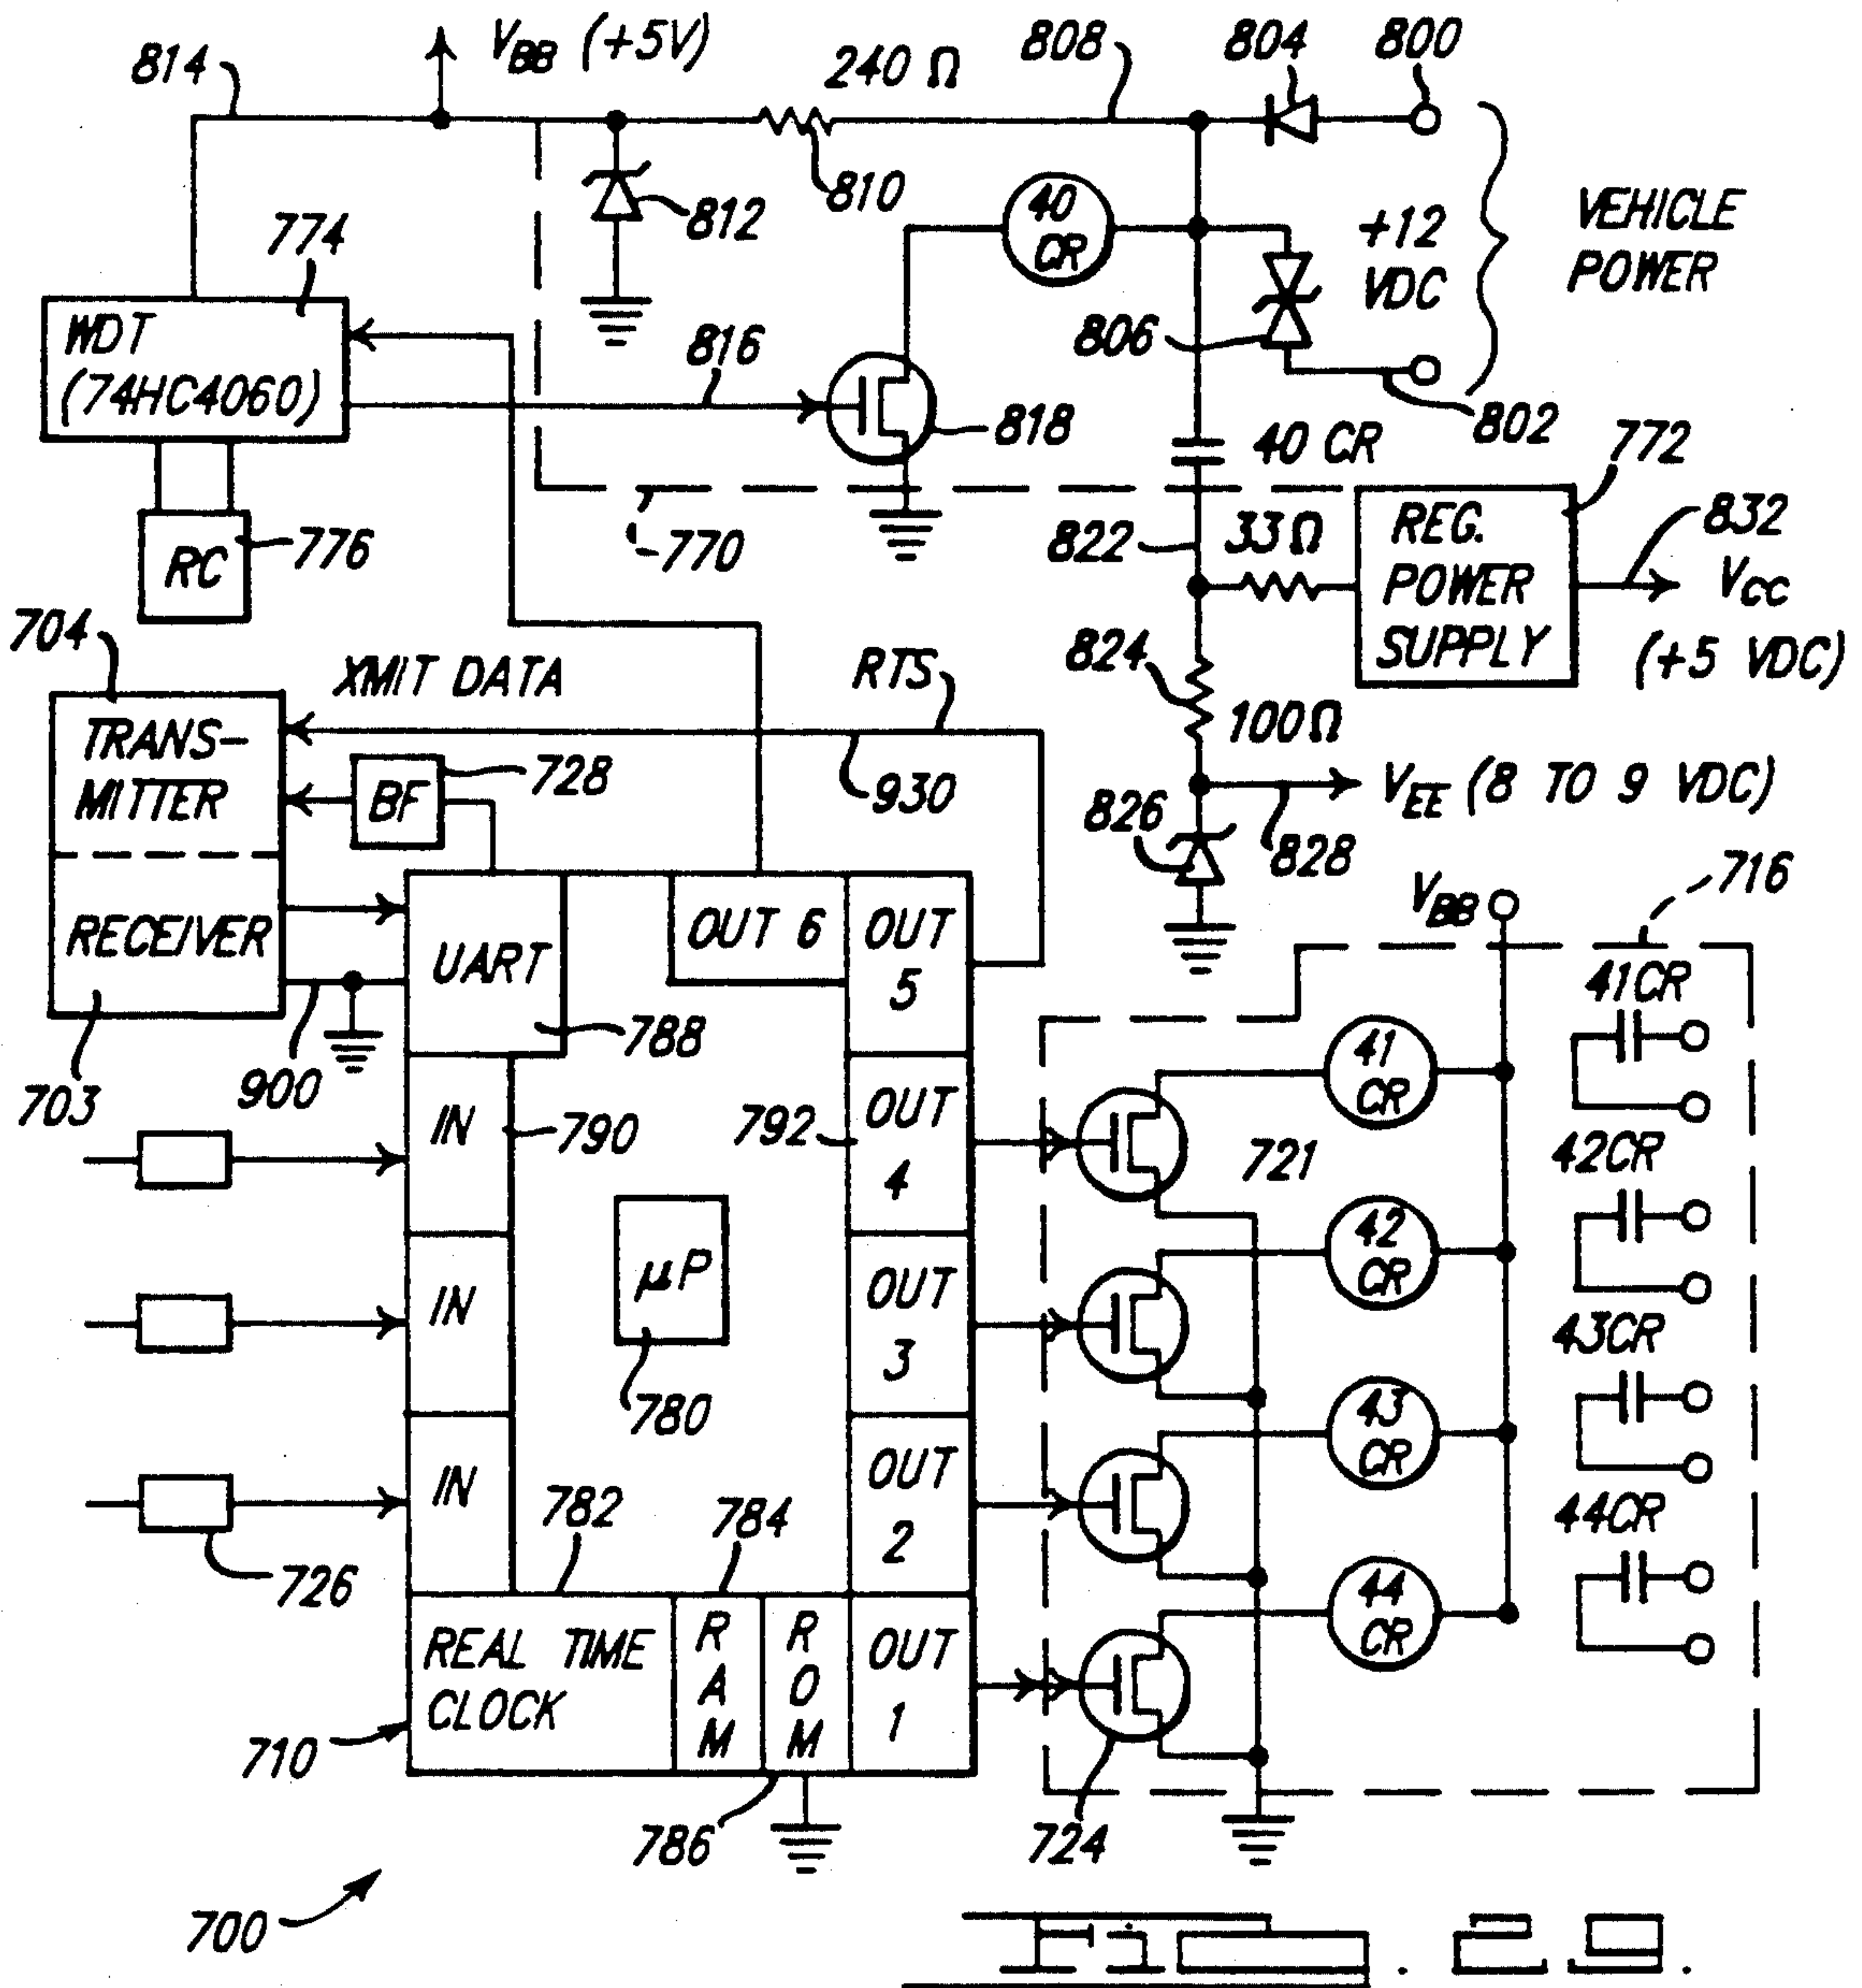 814
VBB (+5V)
240 Ω
808
804
800
810
812
774
40
CR
+12
VDC
VEHICLE
POWER
WDT
(74HC4060)
816
806
818
802
40 CR
772
776
RC
770
822
33Ω
REG.
POWER
SUPPLY
832
VCC
(+5 VDC)
704
XMIT DATA
RTS
824
100Ω
TRANS-
MITTER
BF
728
930
826
828
VEE (8 TO 9 VDC)
RECEIVER
UART
OUT 6
OUT
5
VBB
716
788
703
900
41
CR
41CR
IN
790
792
OUT
4
721
42CR
42
CR
IN
μP
780
OUT
3
43CR
43
CR
IN
782
784
OUT
2
44CR
726
44
CR
REAL TIME
CLOCK
RAM
ROM
OUT
1
710
786
724
700
Fig. 29.